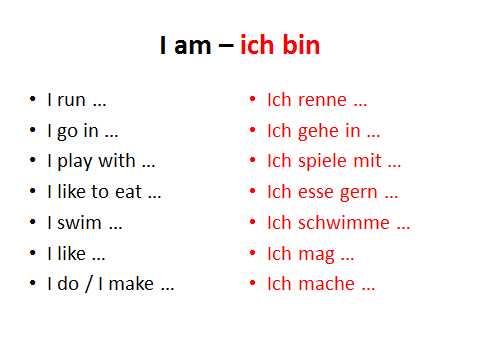 I am – ich bin
• I run …
• I go in …
• I play with …
• I like to eat …
• I swim …
• I like …
• I do / I make …
• Ich renne …
• Ich gehe in …
• Ich spiele mit …
• Ich esse gern …
• Ich schwimme …
• Ich mag …
• Ich mache …